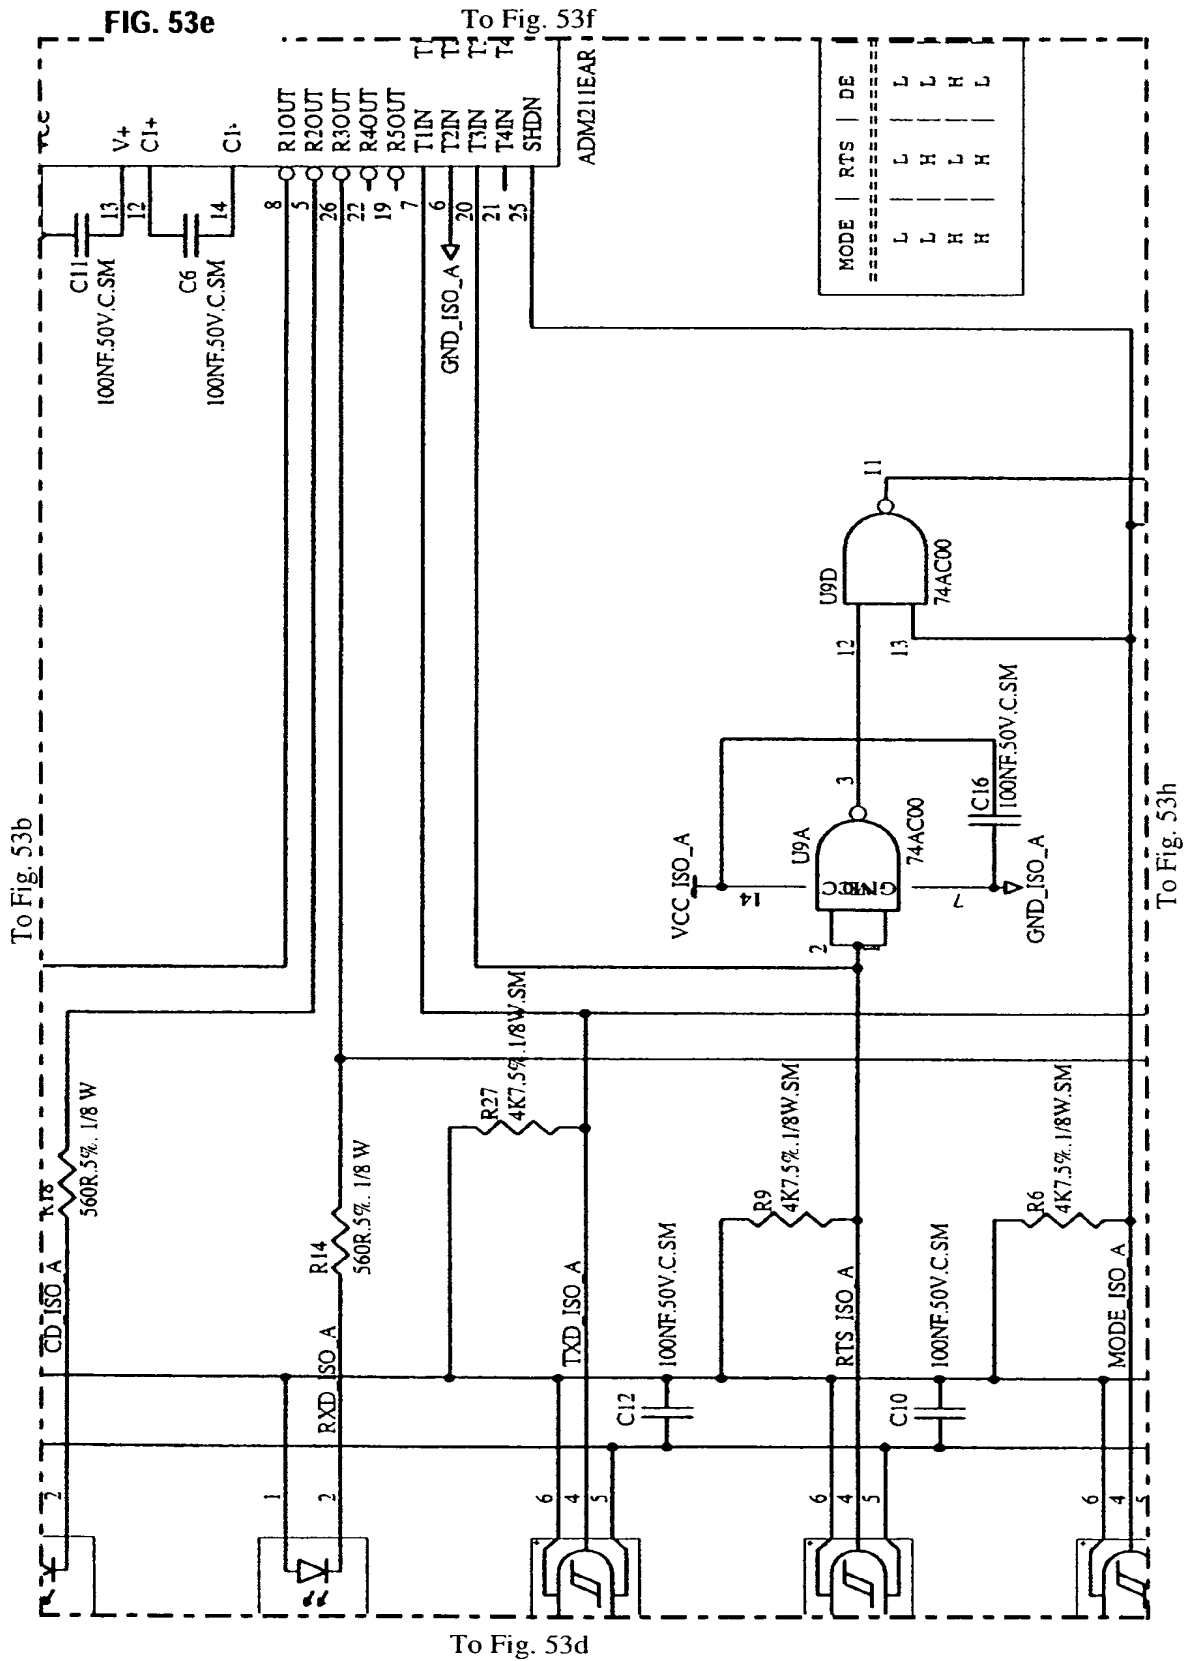 FIG. 53e
To Fig. 53f
To Fig. 53b
To Fig. 53h
To Fig. 53d
V+
C1+
C1-
R1OUT
R2OUT
R3OUT
R4OUT
R5OUT
T1IN
T2IN
T3IN
T4IN
SHDN
ADM211EAR
13
12
14
8
5
26
22
19
7
6
20
21
25
C11
100NF.50V.C.SM
C6
100NF.50V.C.SM
GND_ISO_A
MODE | RTS | DE
L | L | L
L | H | L
H | L | H
H | H | L
11
U9D
74AC00
12
13
3
U9A
74AC00
C16
100NF.50V.C.SM
VCC_ISO_A
14
7
GND_ISO_A
2
R18
560R.5%. 1/8 W
CD_ISO_A
R14
560R.5%. 1/8 W
RXD_ISO_A
R27
4K7.5%.1/8W.SM
TXD_ISO_A
R9
4K7.5%.1/8W.SM
RTS_ISO_A
R6
4K7.5%.1/8W.SM
MODE_ISO_A
C12
100NF.50V.C.SM
C10
100NF.50V.C.SM
2
1
2
6
4
5
6
4
5
6
4
5